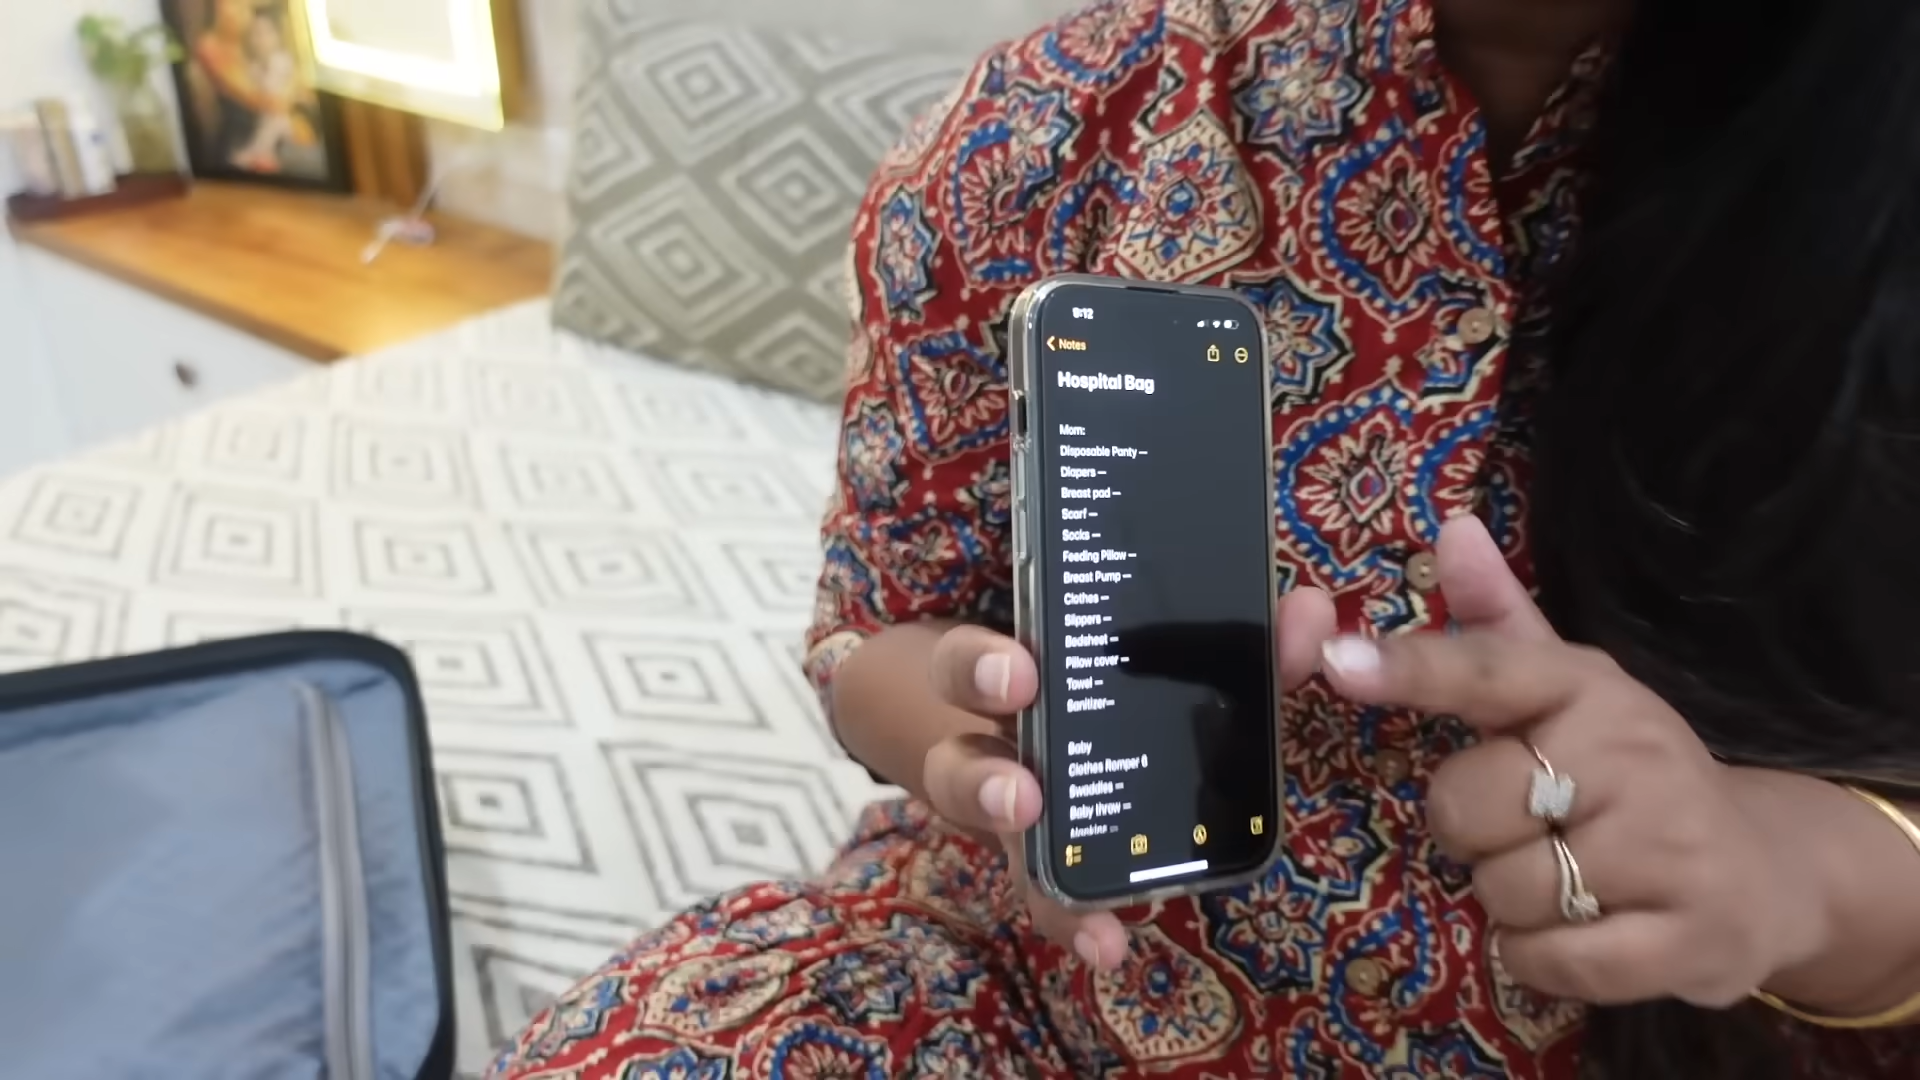 9:12
Notes
Hospital Bag
Mom:
Disposable Panty —
Diapers —
Breast pad —
Scarf —
Socks —
Feeding Pillow —
Breast Pump —
Clothes —
Slippers —
Bedsheet —
Pillow cover —
Towel —
Sanitizer—
Baby
Clothes Romper 6
Swaddles —
Baby throw —